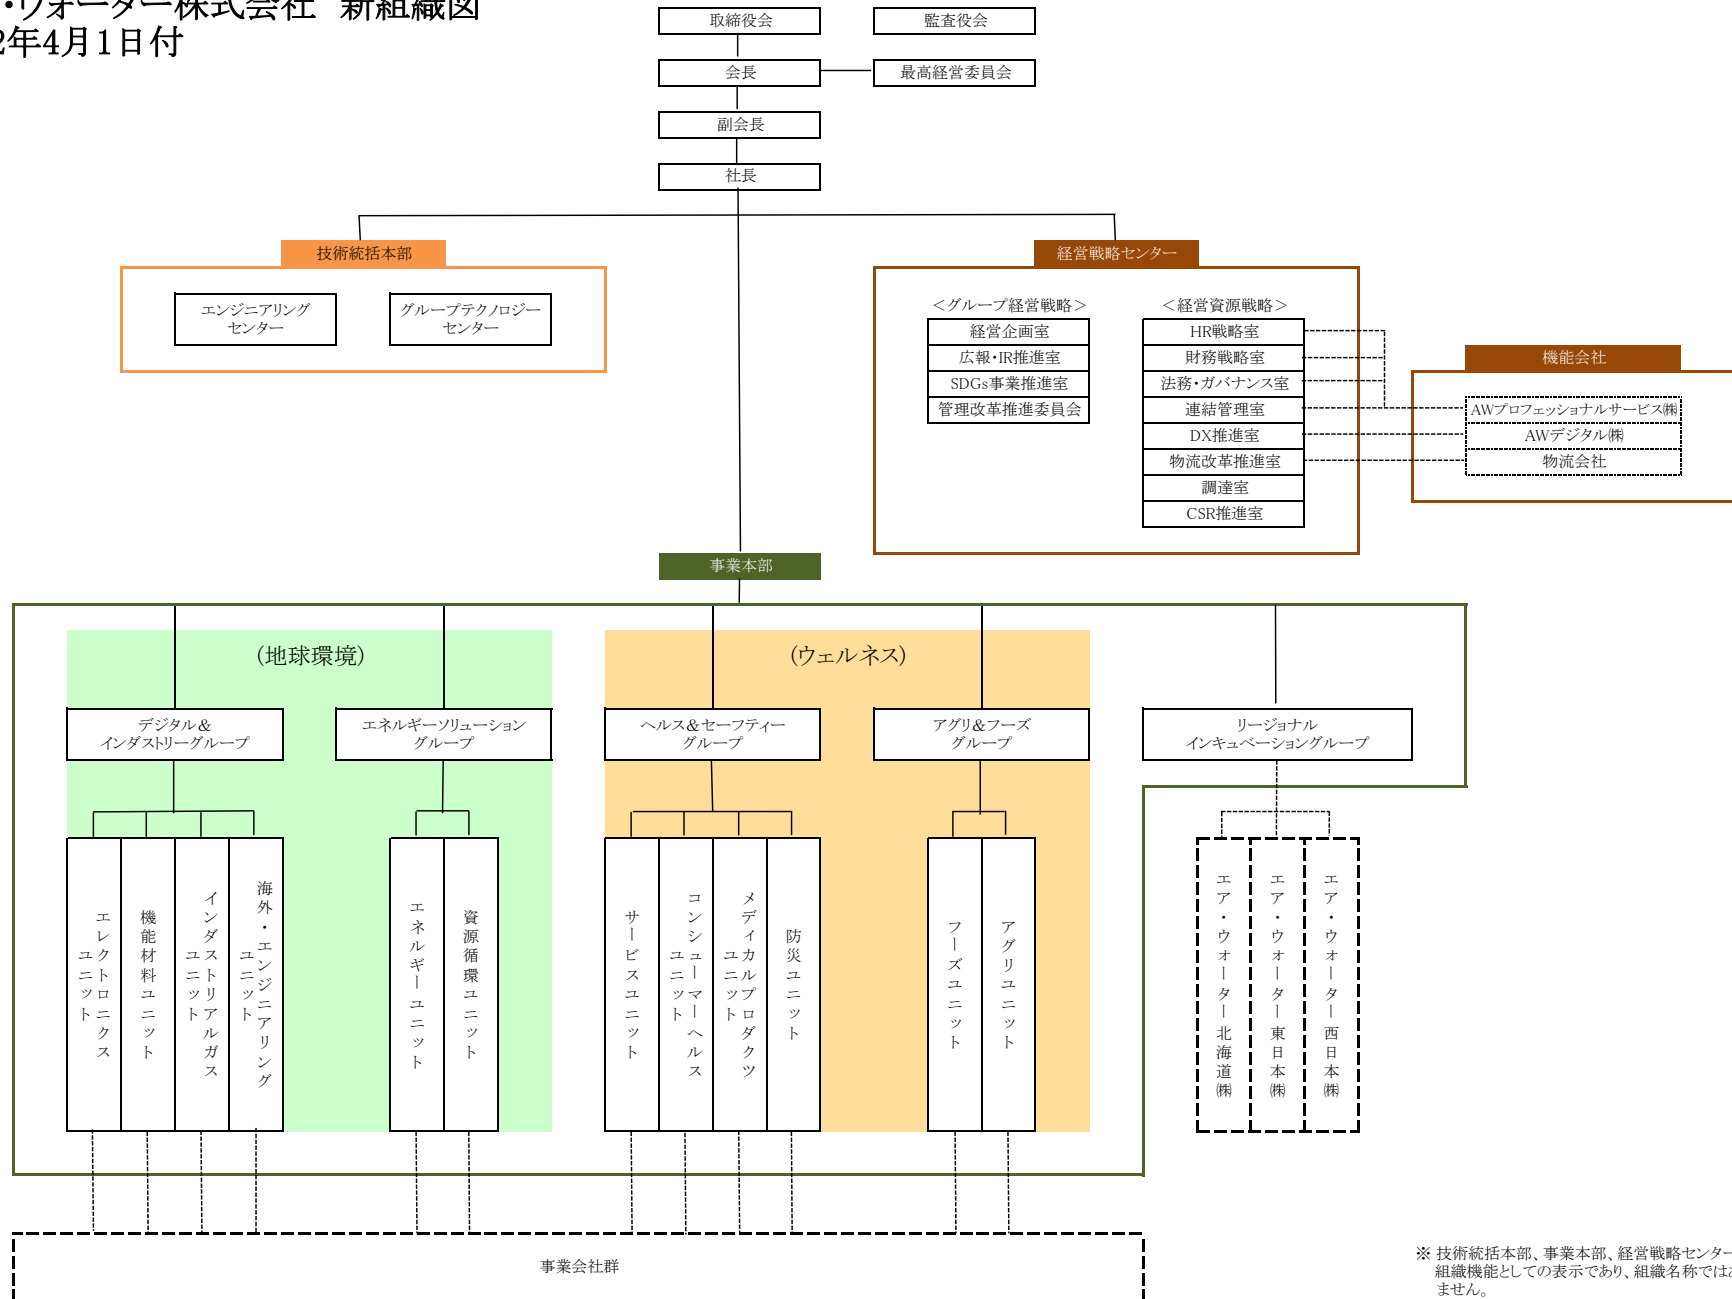 ・ウォーター株式会社　新組織図
2年4月1日付
取締役会
監査役会
会長
最高経営委員会
副会長
社長
技術統括本部
経営戦略センター
エンジニアリング
センター
グループテクノロジー
センター
＜グループ経営戦略＞
経営企画室
広報・IR推進室
SDGs事業推進室
管理改革推進委員会
＜経営資源戦略＞
HR戦略室
財務戦略室
法務・ガバナンス室
連結管理室
DX推進室
物流改革推進室
調達室
CSR推進室
機能会社
AWプロフェッショナルサービス㈱
AWデジタル㈱
物流会社
事業本部
（地球環境）
（ウェルネス）
デジタル＆
インダストリーグループ
エネルギーソリューション
グループ
ヘルス＆セーフティー
グループ
アグリ＆フーズ
グループ
リージョナル
インキュベーショングループ
エレクトロニクス
ユニット
機能材料ユニット
インダストリアルガス
ユニット
海外・エンジニアリング
ユニット
エネルギーユニット
資源循環ユニット
サービスユニット
コンシューマーヘルス
ユニット
メディカルプロダクツ
ユニット
防災ユニット
フーズユニット
アグリユニット
エア・ウォーター北海道㈱
エア・ウォーター東日本㈱
エア・ウォーター西日本㈱
事業会社群
※ 技術統括本部、事業本部、経営戦略センター
組織機能としての表示であり、組織名称では
ません。